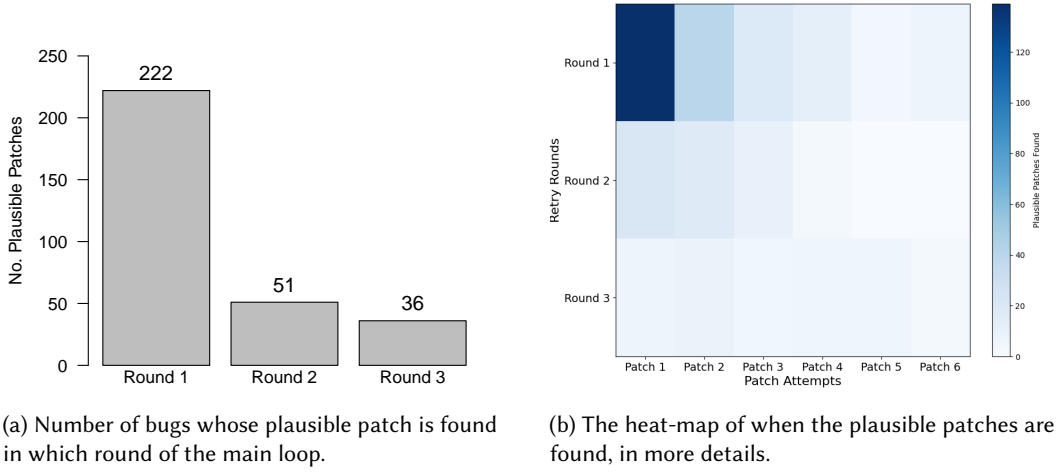 250
200
150
100
50
0
No. Plausible Patches
222
51
36
Round 1 Round 2 Round 3
(a) Number of bugs whose plausible patch is found
in which round of the main loop.
Retry Rounds
Round 1
Round 2
Round 3
Patch 1 Patch 2 Patch 3 Patch 4 Patch 5 Patch 6
Patch Attempts
120
100
80
60
40
20
0
Plausible Patches Found
(b) The heat-map of when the plausible patches are
found, in more details.